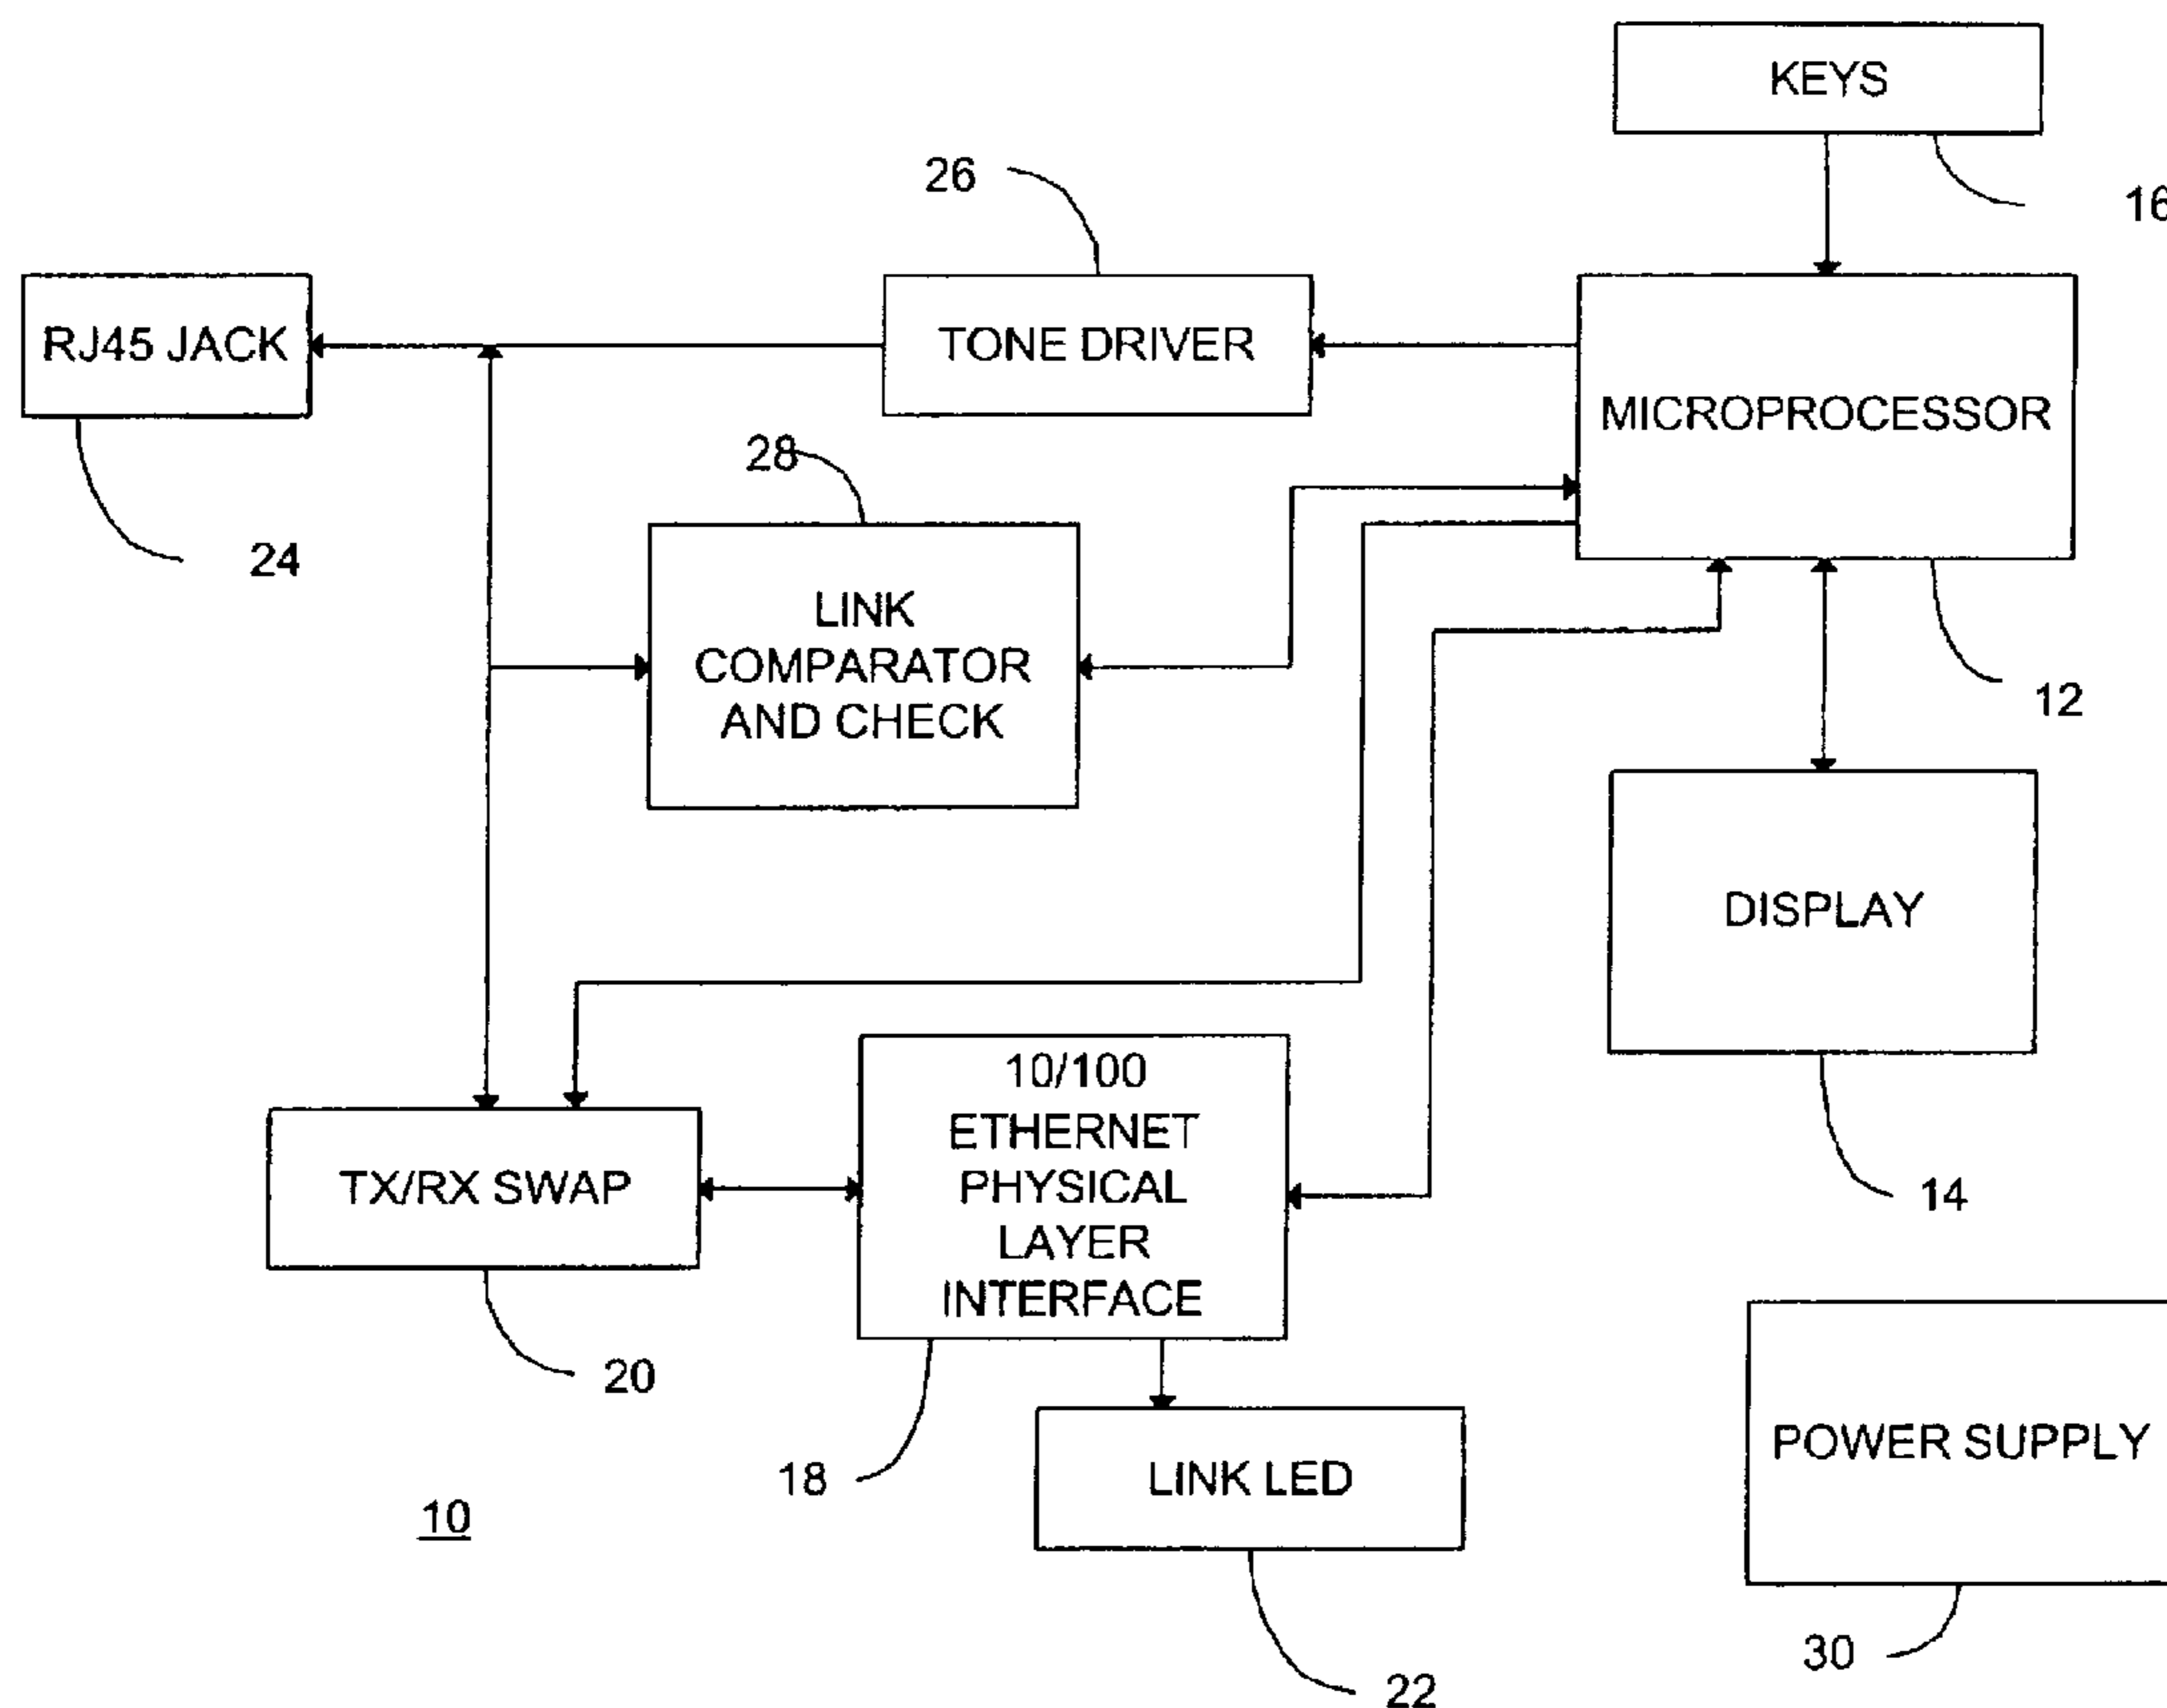 KEYS
16
26
RJ45 JACK
TONE DRIVER
MICROPROCESSOR
28
24
LINK
COMPARATOR
AND CHECK
12
DISPLAY
14
10/100
ETHERNET
PHYSICAL
LAYER
INTERFACE
TX/RX SWAP
20
18
LINK LED
POWER SUPPLY
10
30
22